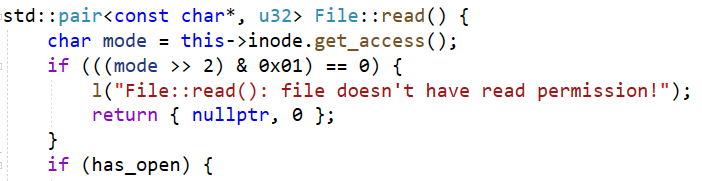 std::pair<const char*, u32> File::read() {
    char mode = this->inode.get_access();
    if (((mode >> 2) & 0x01) == 0) {
        l("File::read(): file doesn't have read permission!");
        return { nullptr, 0 };
    }
    if (has_open) {